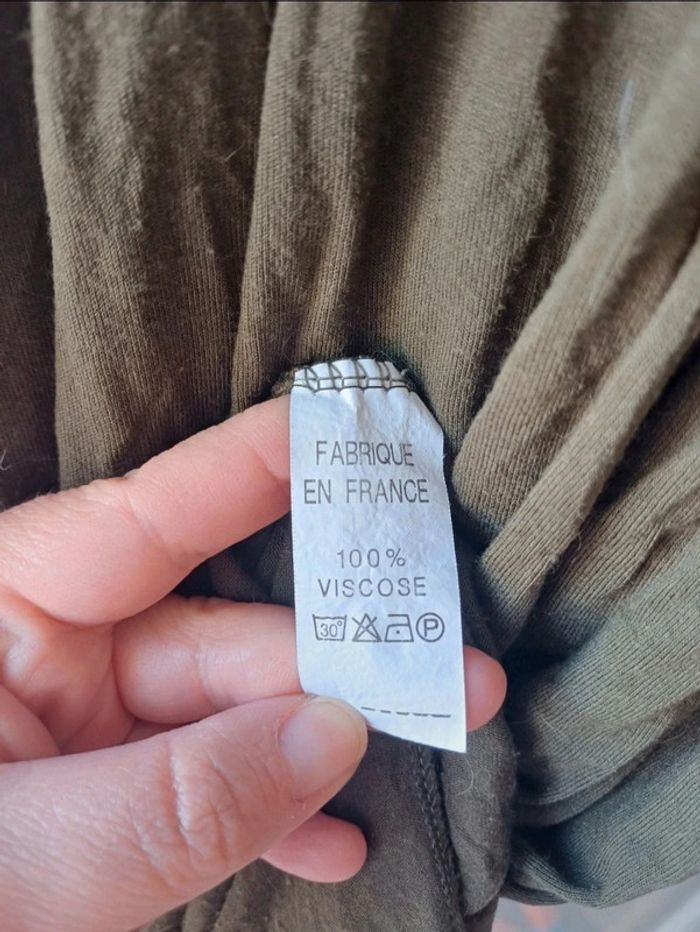 FABRIQUE
EN FRANCE
100%
VISCOSE
30° P